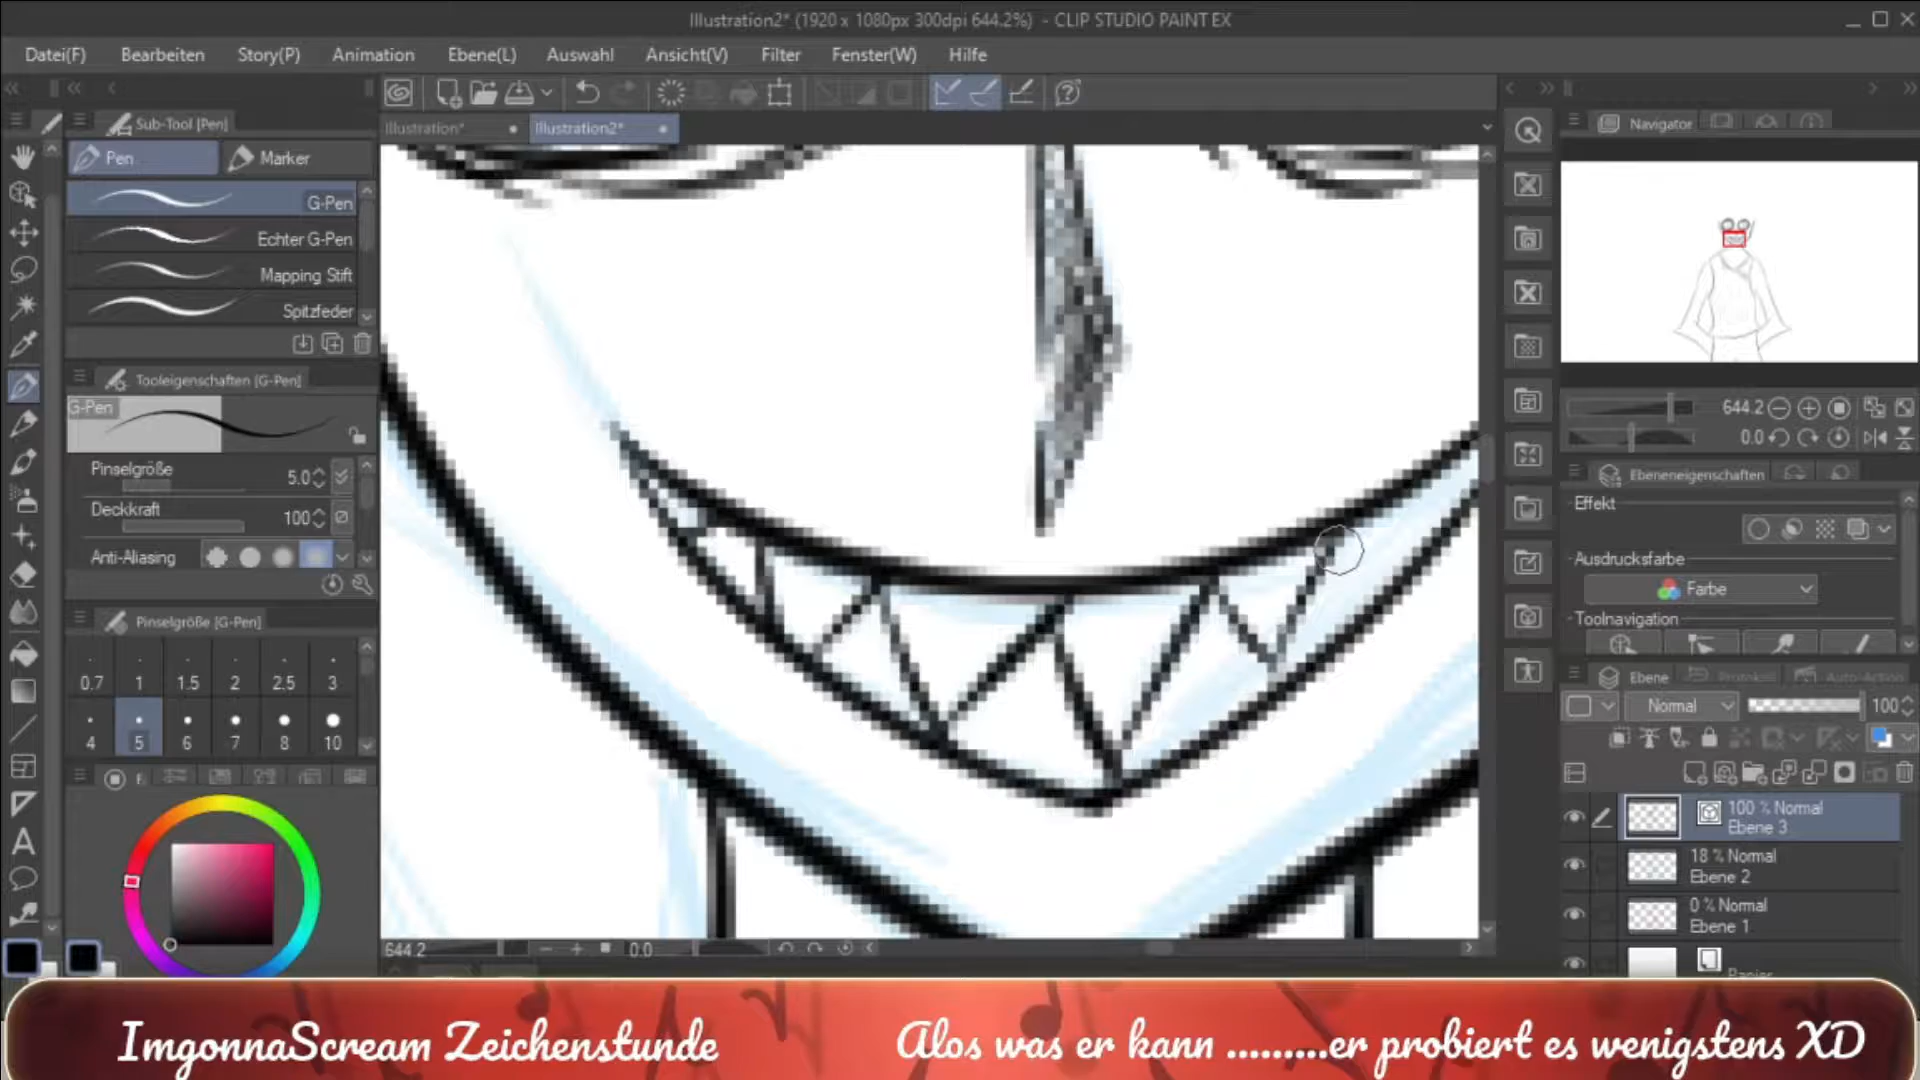 Illustration2* (1920 x 1080px 300dpi 644.2%) - CLIP STUDIO PAINT EX
Datei(F) Bearbeiten Story(P) Animation Ebene(L) Auswahl Ansicht(V) Filter Fenster(W) Hilfe
Sub-Tool [Pen]
Illustration* Illustration2*
Navigator
Pen Marker
G-Pen
Echter G-Pen
Mapping Stift
Spitzfeder
Tooleigenschaften [G-Pen]
G-Pen
Pinselgröße 5.0
Deckkraft 100
Anti-Aliasing
Pinselgröße [G-Pen]
0.7 1 1.5 2 2.5 3
4 5 6 7 8 10
644.2
0.0
Ebeneneigenschaften
Effekt
Ausdrucksfarbe
Farbe
Toolnavigation
Ebene Protokoll Auto-Action
Normal 100
100 % Normal
Ebene 3
18 % Normal
Ebene 2
0 % Normal
Ebene 1
Papier
644.2 0.0
ImgonnaScream Zeichenstunde
Alos was er kann .........er probiert es wenigstens XD